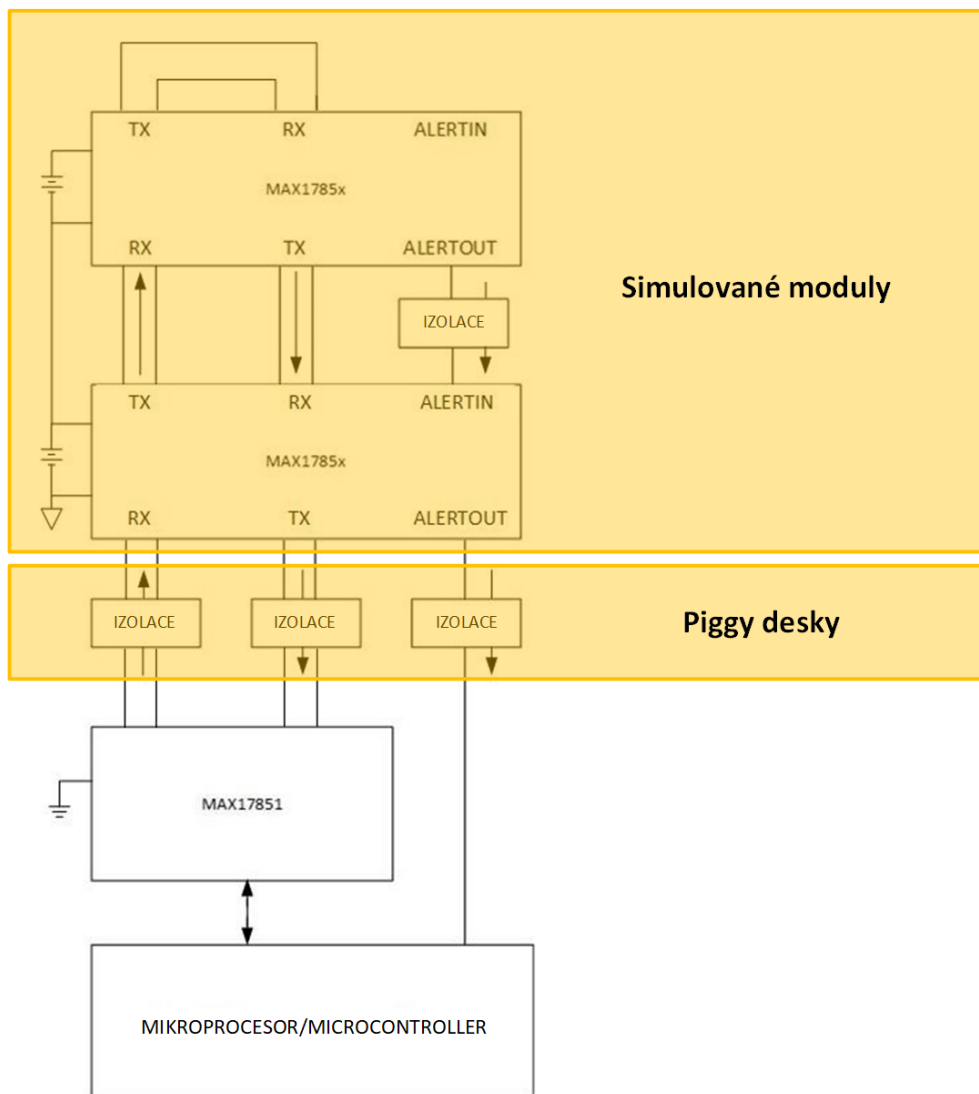 TX RX ALERTIN
MAX1785x
RX TX ALERTOUT
Simulované moduly
IZOLACE
TX RX ALERTIN
MAX1785x
RX TX ALERTOUT
IZOLACE IZOLACE IZOLACE
Piggy desky
MAX17851
MIKROPROCESOR/MICROCONTROLLER